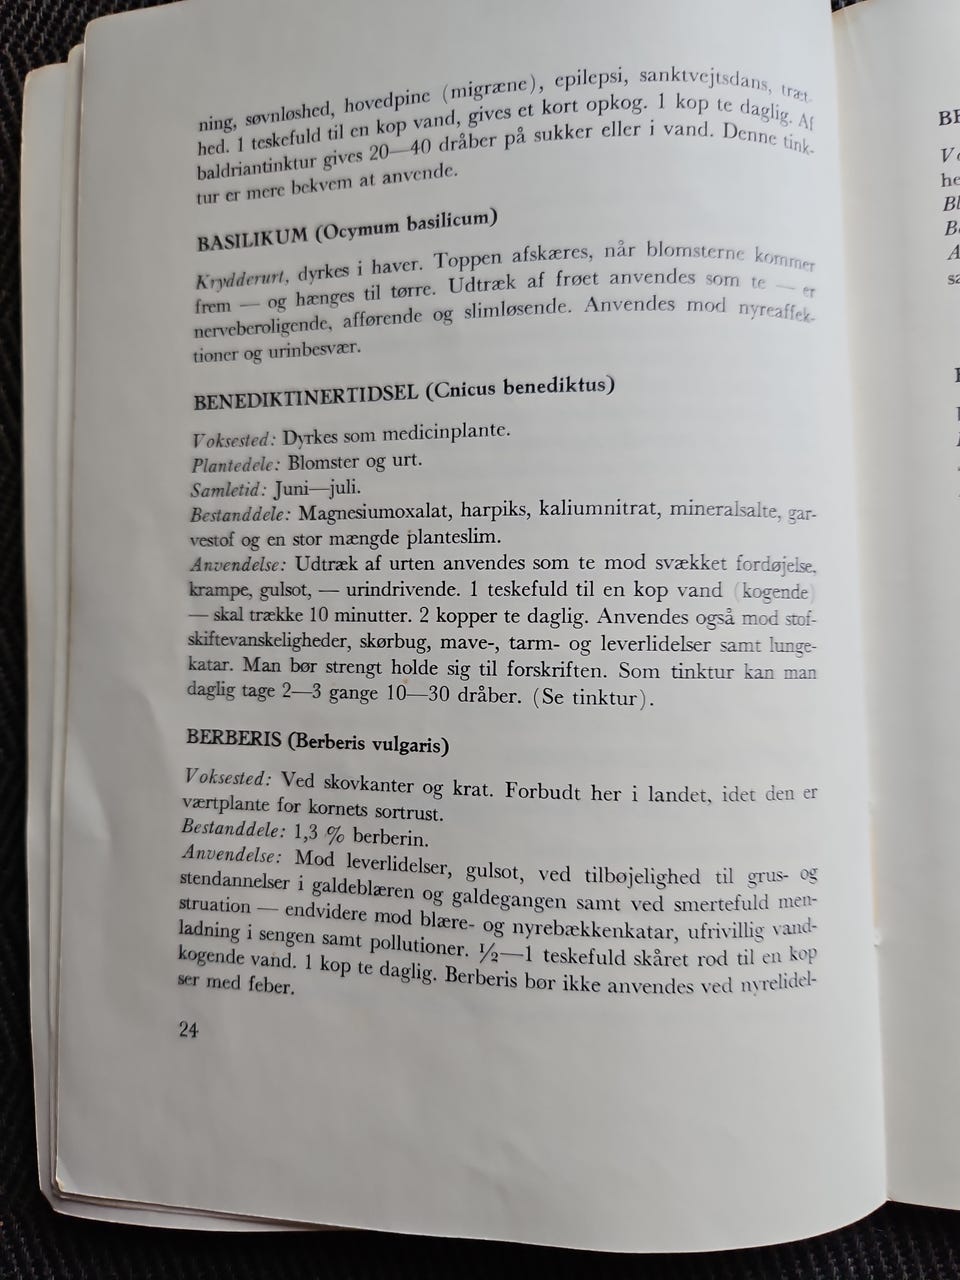 ning, søvnløshed, hovedpine (migræne), epilepsi, sanktvejtsdans, træt-
hed. 1 teskefuld til en kop vand, gives et kort opkog. 1 kop te daglig. Af
baldriantinktur gives 20—40 dråber på sukker eller i vand. Denne tink-
tur er mere bekvem at anvende.
BASILIKUM (Ocymum basilicum)
Krydderurt, dyrkes i haver. Toppen afskæres, når blomsterne kommer
frem — og hænges til tørre. Udtræk af frøet anvendes som te — er
nerveberoligende, afførende og slimløsende. Anvendes mod nyreaffek-
tioner og urinbesvær.
BENEDIKTINERTIDSEL (Cnicus benediktus)
Voksested: Dyrkes som medicinplante.
Plantedele: Blomster og urt.
Samletid: Juni—juli.
Bestanddele: Magnesiumoxalat, harpiks, kaliumnitrat, mineralsalte, gar-
vestof og en stor mængde planteslim.
Anvendelse: Udtræk af urten anvendes som te mod svækket fordøjelse,
krampe, gulsot, — urindrivende. 1 teskefuld til en kop vand (kogende)
— skal trække 10 minutter. 2 kopper te daglig. Anvendes også mod stof-
skiftevanskeligheder, skørbug, mave-, tarm- og leverlidelser samt lunge-
katar. Man bør strengt holde sig til forskriften. Som tinktur kan man
daglig tage 2—3 gange 10—30 dråber. (Se tinktur).
BERBERIS (Berberis vulgaris)
Voksested: Ved skovkanter og krat. Forbudt her i landet, idet den er
værtplante for kornets sortrust.
Bestanddele: 1,3 % berberin.
Anvendelse: Mod leverlidelser, gulsot, ved tilbøjelighed til grus- og
stendannelser i galdeblæren og galdegangen samt ved smertefuld men-
struation — endvidere mod blære- og nyrebækkenkatar, ufrivillig vand-
ladning i sengen samt pollutioner. ½—1 teskefuld skåret rod til en kop
kogende vand. 1 kop te daglig. Berberis bør ikke anvendes ved nyrelidel-
ser med feber.
24